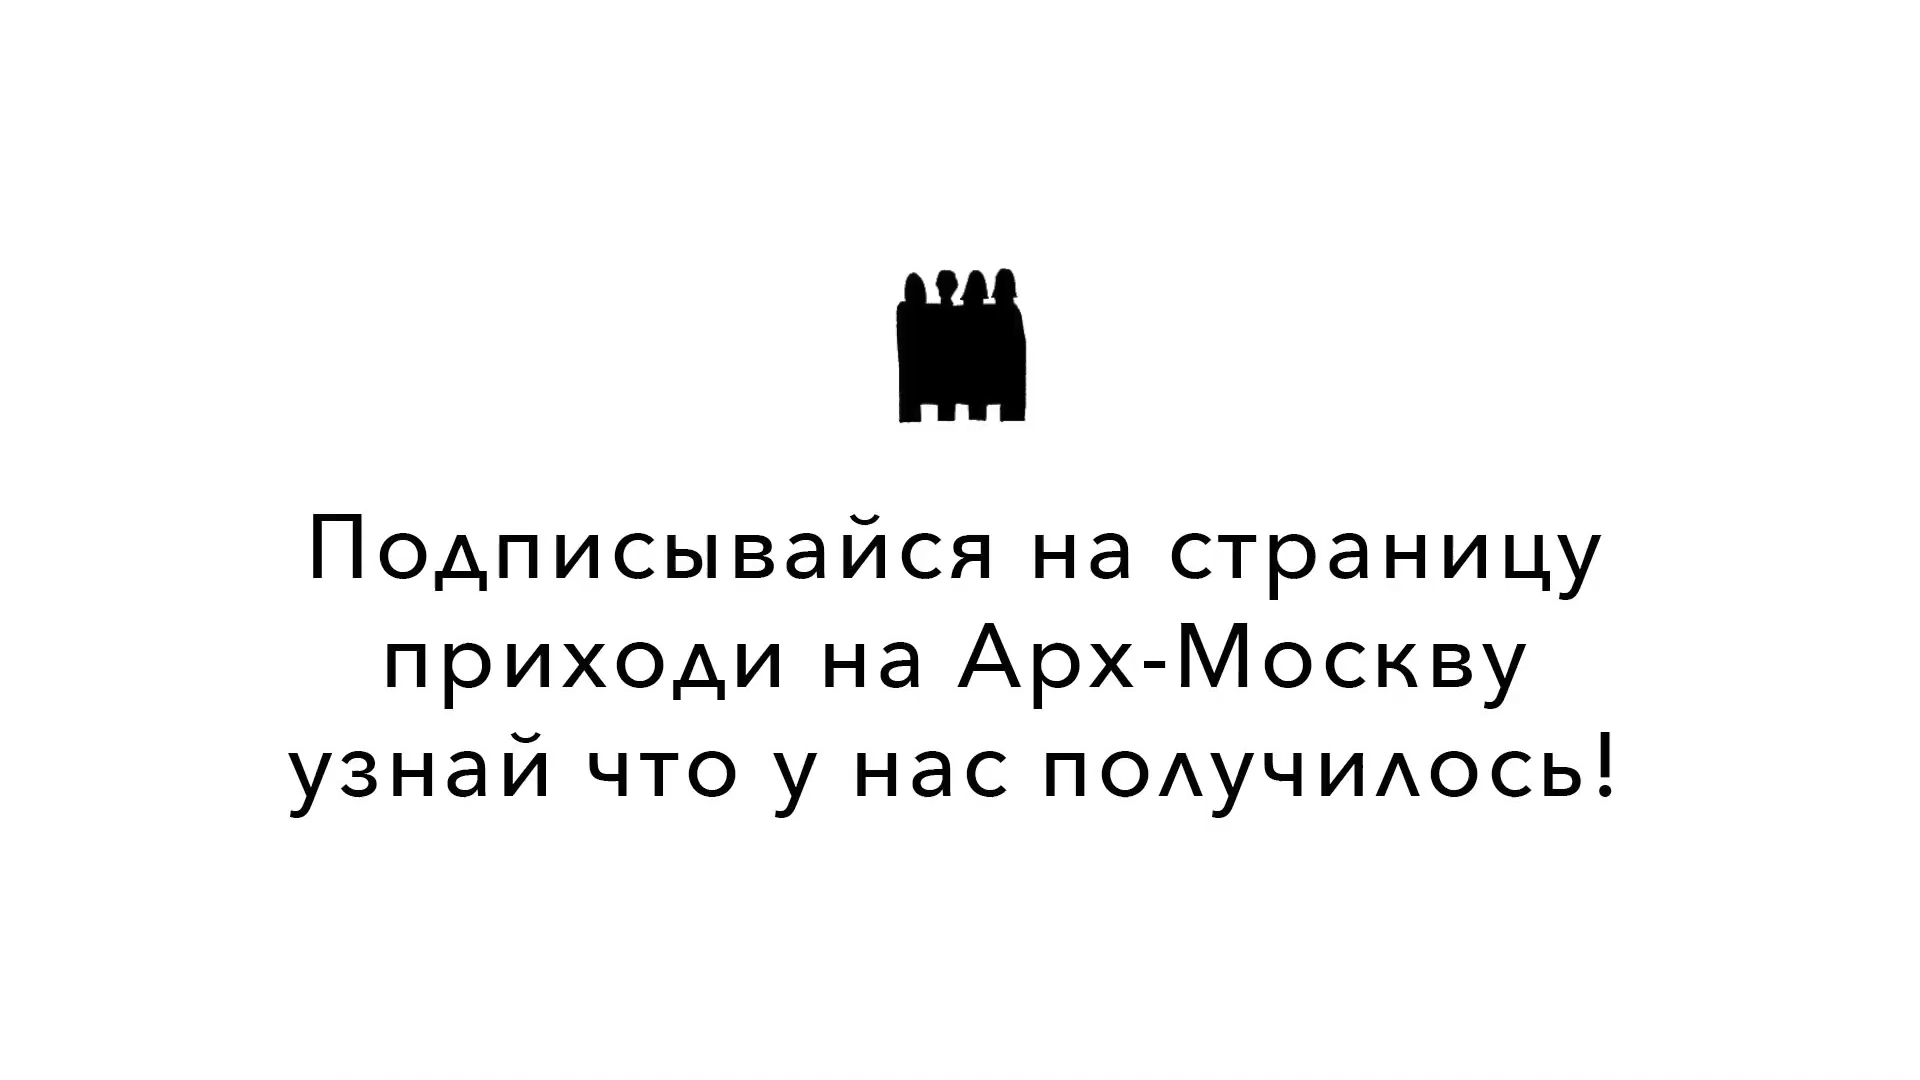 Подписывайся на страницу
приходи на Арх-Москву
узнай что у нас получилось!